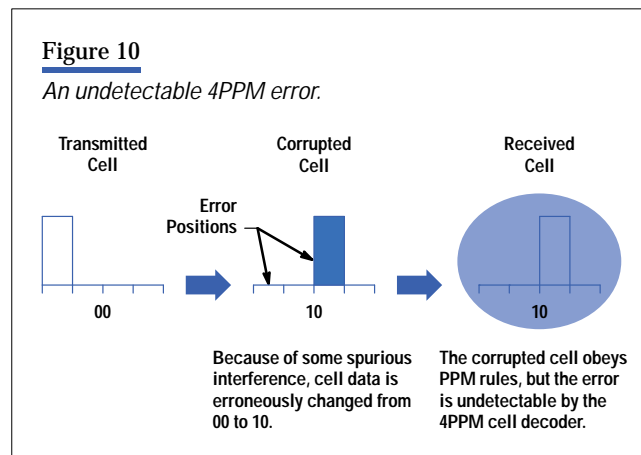 Figure 10
An undetectable 4PPM error.
Transmitted
Cell
Corrupted
Cell
Received
Cell
Error
Positions
00
10
10
Because of some spurious
interference, cell data is
erroneously changed from
00 to 10.
The corrupted cell obeys
PPM rules, but the error
is undetectable by the
4PPM cell decoder.